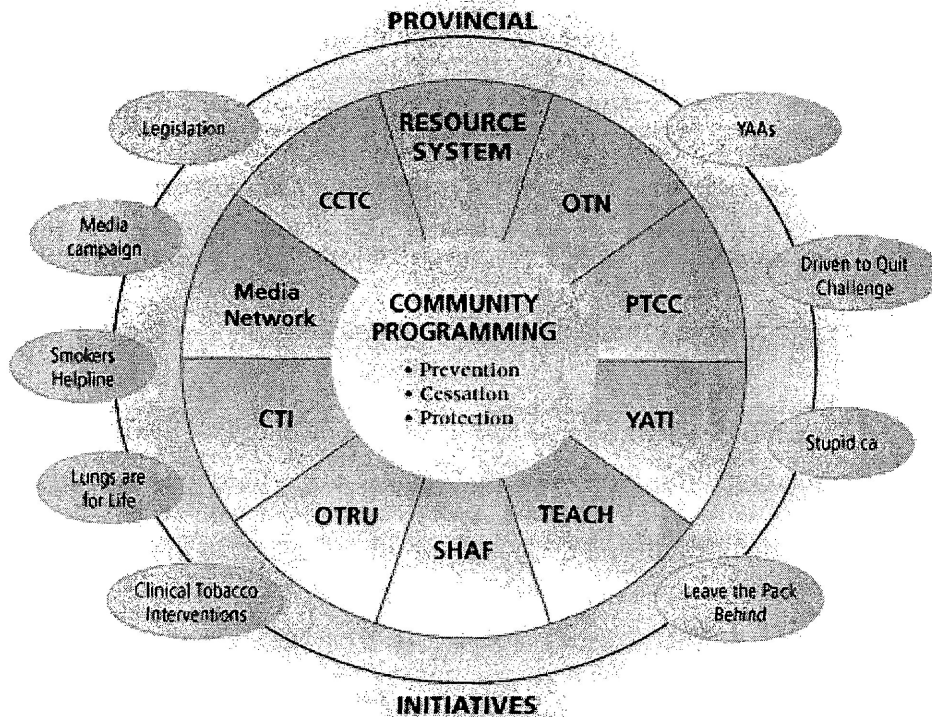 PROVINCIAL
Legislation
YAAs
RESOURCE
SYSTEM
CCTC
OTN
Media
campaign
Driven to Quit
Challenge
Media
Network
PTCC
COMMUNITY
PROGRAMMING
• Prevention
• Cessation
• Protection
Smokers
Helpline
CTI
YATI
Stupid.ca
Lungs are
for Life
OTRU
TEACH
SHAF
Clinical Tobacco
Interventions
Leave the Pack
Behind
INITIATIVES